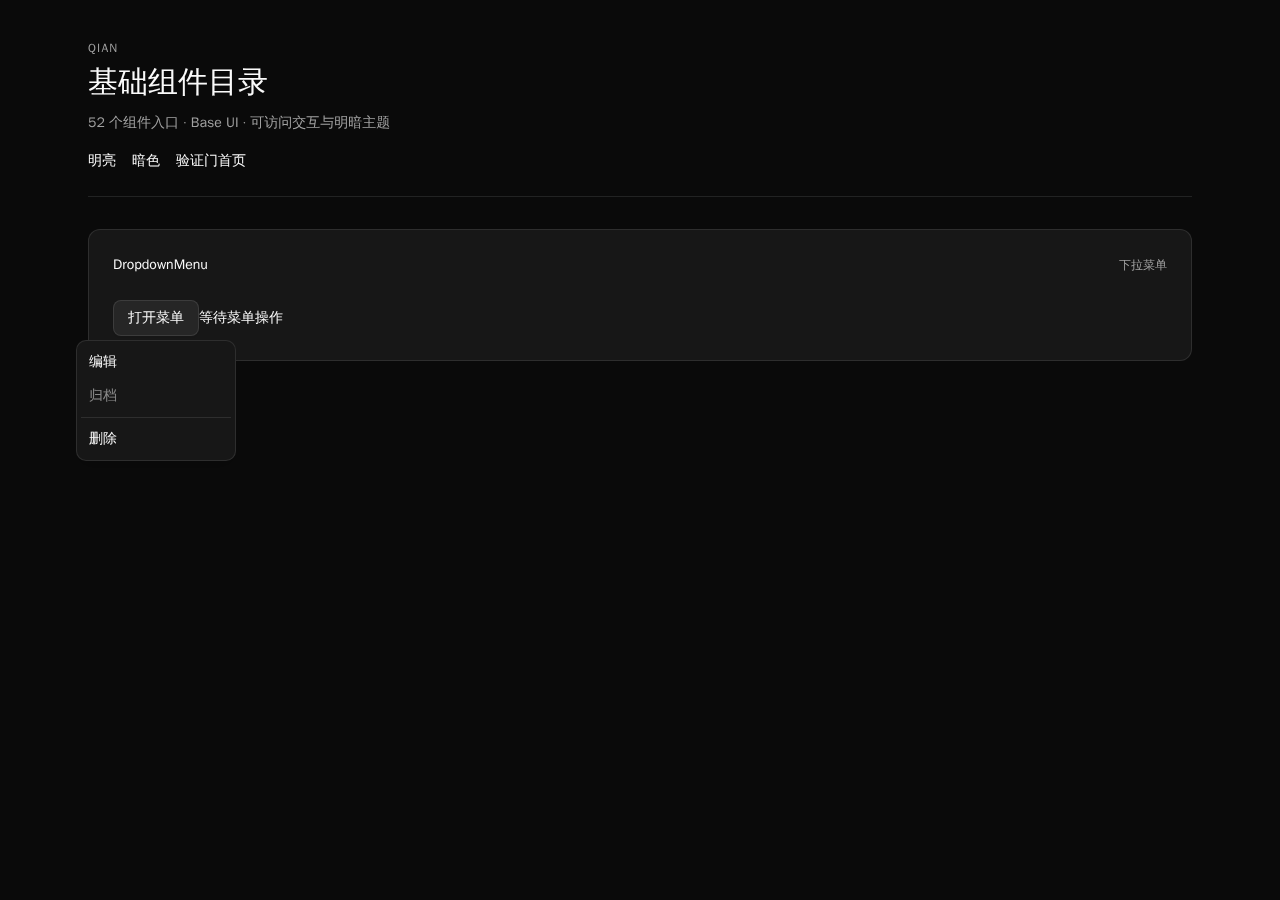 QIAN
基础组件目录
52 个组件入口 · Base UI · 可访问交互与明暗主题
明亮 暗色 验证门首页
DropdownMenu 下拉菜单
打开菜单 等待菜单操作
编辑
归档
删除